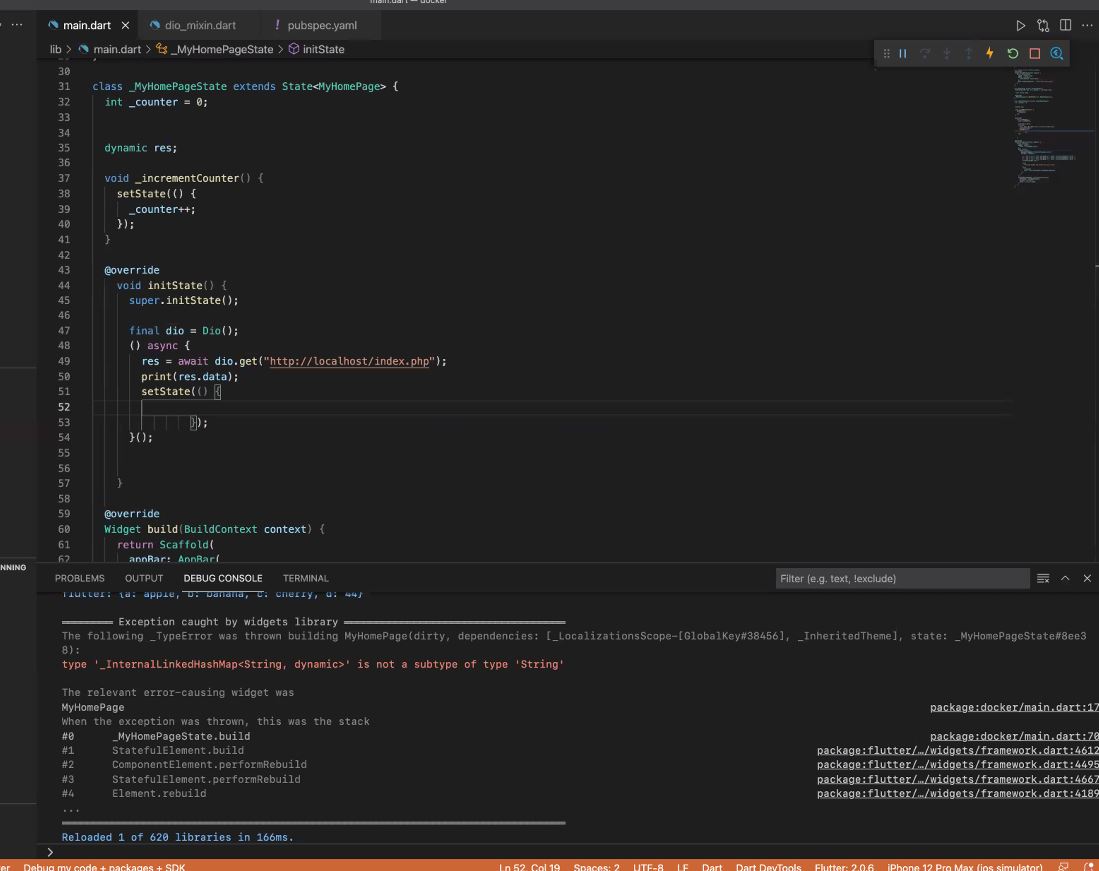 main.dart — docker
main.dart
dio_mixin.dart
! pubspec.yaml
lib > main.dart > _MyHomePageState > initState
30
31 class _MyHomePageState extends State<MyHomePage> {
32 int _counter = 0;
33
34
35 dynamic res;
36
37 void _incrementCounter() {
38 setState(() {
39 _counter++;
40 });
41 }
42
43 @override
44 void initState() {
45 super.initState();
46
47 final dio = Dio();
48 () async {
49 res = await dio.get("http://localhost/index.php");
50 print(res.data);
51 setState(() {
52
53 });
54 }();
55
56
57 }
58
59 @override
60 Widget build(BuildContext context) {
61 return Scaffold(
62 appBar: AppBar(
NNING
PROBLEMS OUTPUT DEBUG CONSOLE TERMINAL
Filter (e.g. text, !exclude)
flutter: {a: apple, b: banana, c: cherry, d: 44}
════════ Exception caught by widgets library ═══════════════════════════════════
The following _TypeError was thrown building MyHomePage(dirty, dependencies: [_LocalizationsScope-[GlobalKey#38456], _InheritedTheme], state: _MyHomePageState#8ee3
8):
type '_InternalLinkedHashMap<String, dynamic>' is not a subtype of type 'String'
The relevant error-causing widget was
MyHomePage package:docker/main.dart:17
When the exception was thrown, this was the stack
#0 _MyHomePageState.build package:docker/main.dart:70
#1 StatefulElement.build package:flutter/…/widgets/framework.dart:4612
#2 ComponentElement.performRebuild package:flutter/…/widgets/framework.dart:4495
#3 StatefulElement.performRebuild package:flutter/…/widgets/framework.dart:4667
#4 Element.rebuild package:flutter/…/widgets/framework.dart:4189
...
════════════════════════════════════════════════════════════════════════════════
Reloaded 1 of 620 libraries in 166ms.
>
er Debug my code + packages + SDK Ln 52, Col 19 Spaces: 2 UTF-8 LF Dart Dart DevTools Flutter: 2.0.6 iPhone 12 Pro Max (ios simulator)